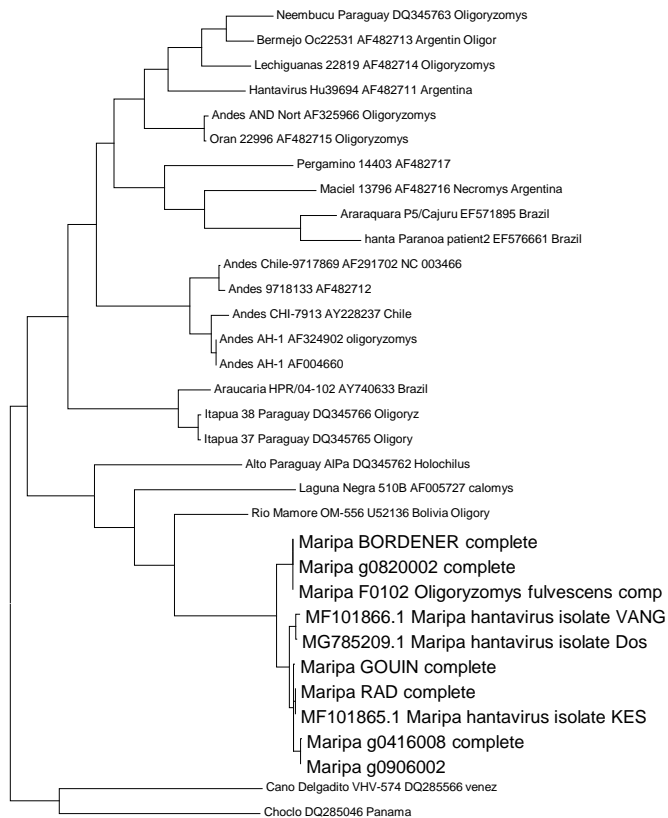 Neembucu Paraguay DQ345763 Oligoryzomys
Bermejo Oc22531 AF482713 Argentin Oligor
Lechiguanas 22819 AF482714 Oligoryzomys
Hantavirus Hu39694 AF482711 Argentina
Andes AND Nort AF325966 Oligoryzomys
Oran 22996 AF482715 Oligoryzomys
Pergamino 14403 AF482717
Maciel 13796 AF482716 Necromys Argentina
Araraquara P5/Cajuru EF571895 Brazil
hanta Paranoa patient2 EF576661 Brazil
Andes Chile-9717869 AF291702 NC 003466
Andes 9718133 AF482712
Andes CHI-7913 AY228237 Chile
Andes AH-1 AF324902 oligoryzomys
Andes AH-1 AF004660
Araucaria HPR/04-102 AY740633 Brazil
Itapua 38 Paraguay DQ345766 Oligoryz
Itapua 37 Paraguay DQ345765 Oligory
Alto Paraguay AlPa DQ345762 Holochilus
Laguna Negra 510B AF005727 calomys
Rio Mamore OM-556 U52136 Bolivia Oligory
Maripa BORDENER complete
Maripa g0820002 complete
Maripa F0102 Oligoryzomys fulvescens comp
MF101866.1 Maripa hantavirus isolate VANG
MG785209.1 Maripa hantavirus isolate Dos
Maripa GOUIN complete
Maripa RAD complete
MF101865.1 Maripa hantavirus isolate KES
Maripa g0416008 complete
Maripa g0906002
Cano Delgadito VHV-574 DQ285566 venez
Choclo DQ285046 Panama